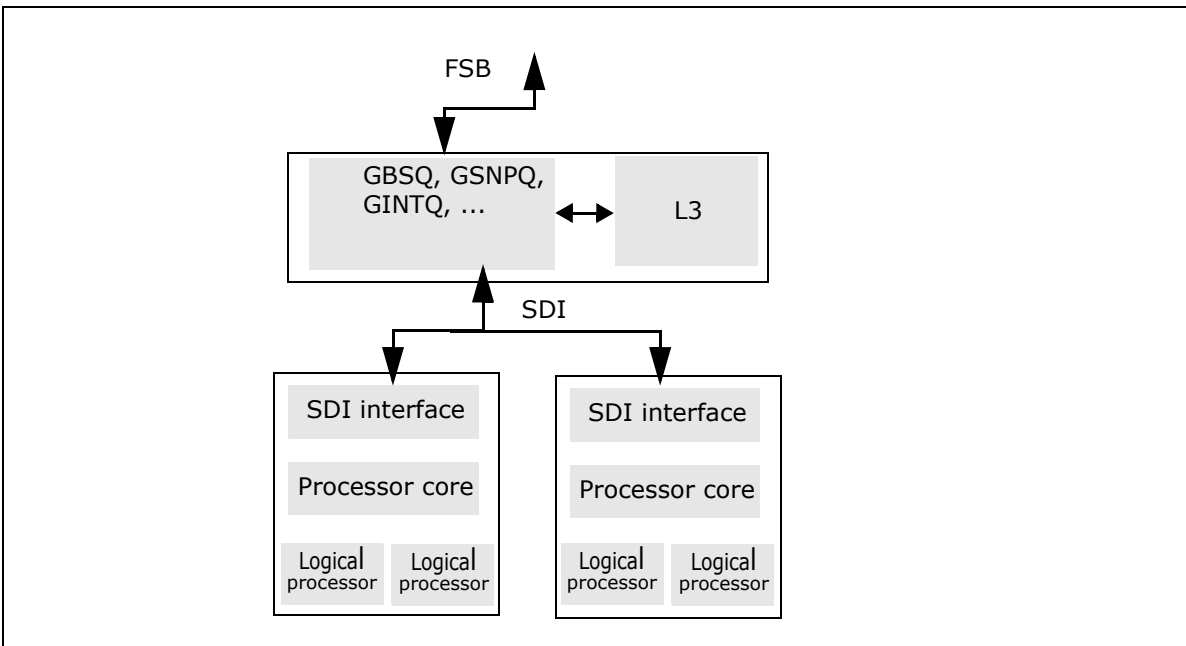 FSB
GBSQ, GSNPQ,
GINTQ, ...
L3
SDI
SDI interface
Processor core
Logical
processor
Logical
processor
SDI interface
Processor core
Logical
processor
Logical
processor